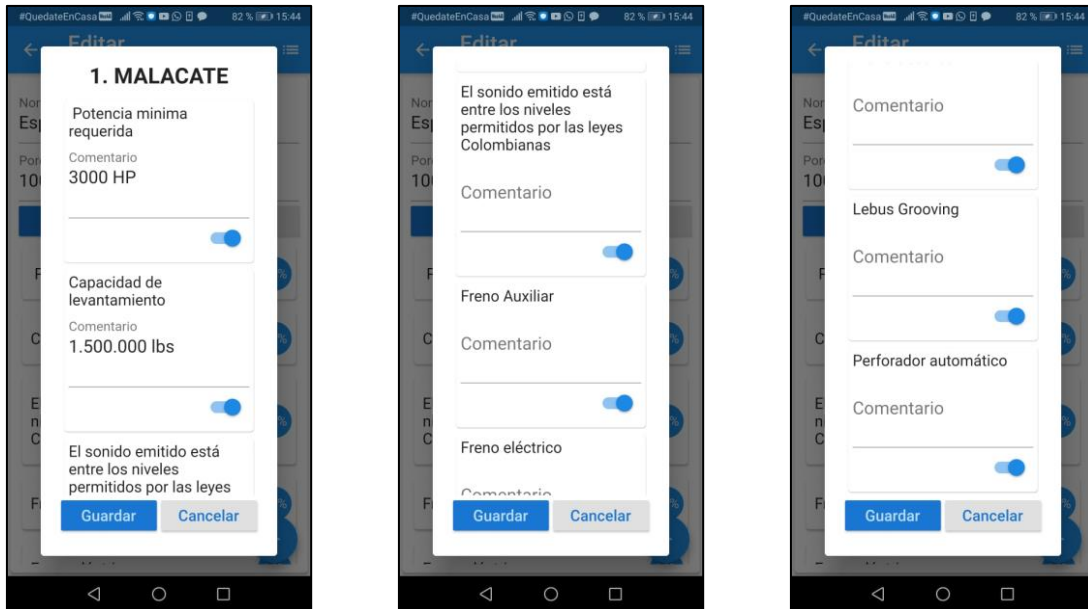 #QuedateEnCasa 82 % 15:44
Editar
1. MALACATE
Potencia minima
requerida
Comentario
3000 HP
Capacidad de
levantamiento
Comentario
1.500.000 lbs
El sonido emitido está
entre los niveles
permitidos por las leyes
Guardar Cancelar
#QuedateEnCasa 82 % 15:44
Editar
El sonido emitido está
entre los niveles
permitidos por las leyes
Colombianas
Comentario
Freno Auxiliar
Comentario
Freno eléctrico
Comentario
Guardar Cancelar
#QuedateEnCasa 82 % 15:44
Editar
Comentario
Lebus Grooving
Comentario
Perforador automático
Comentario
Guardar Cancelar